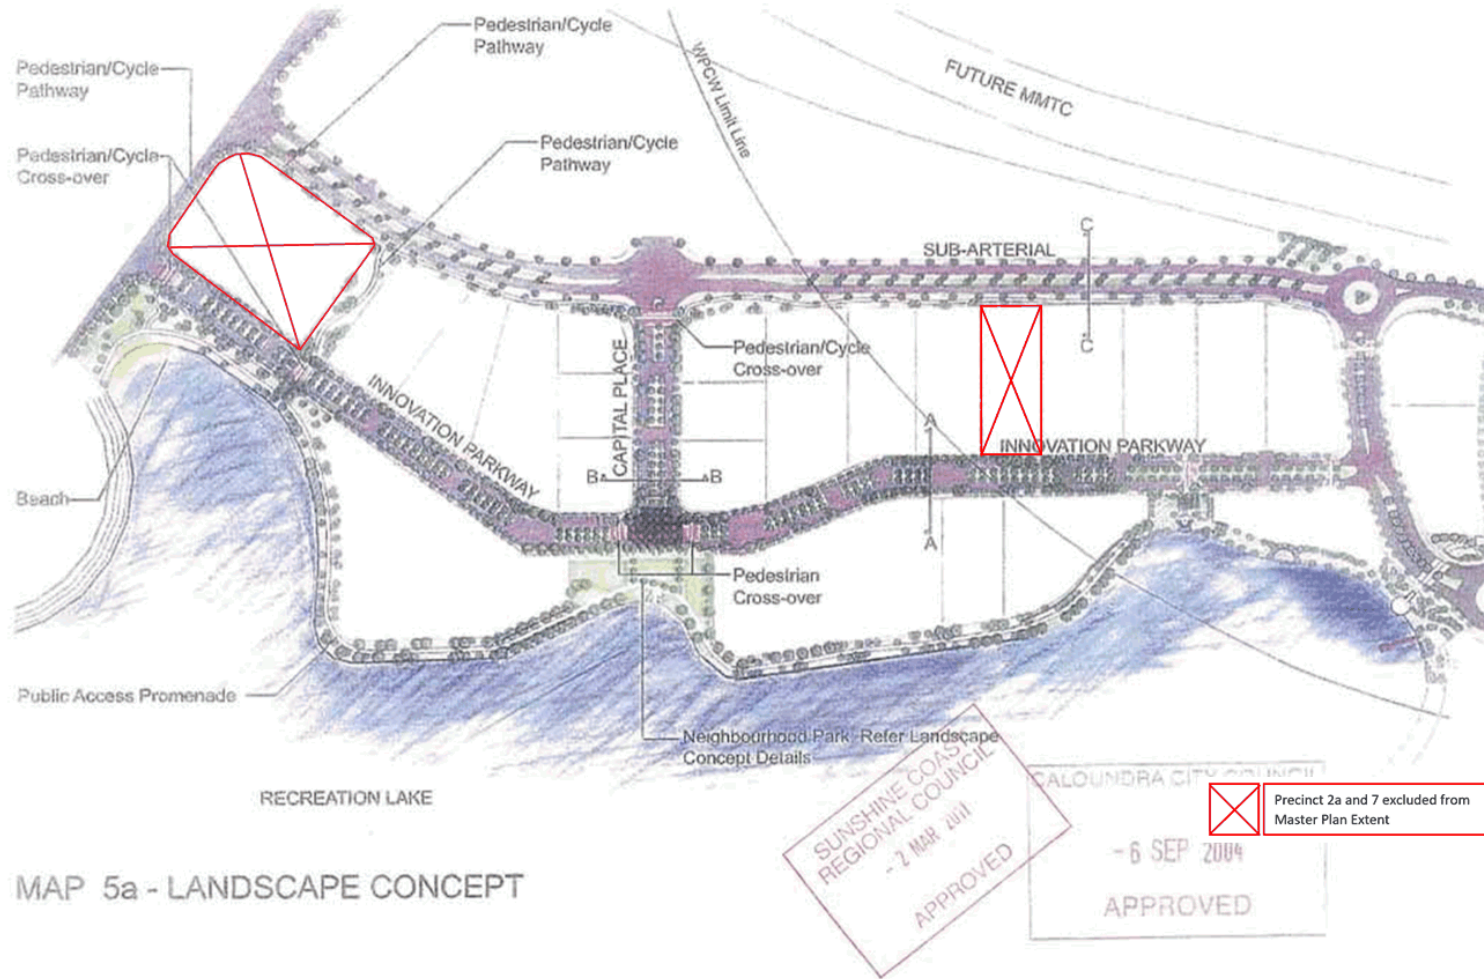 Pedestrian/Cycle
Pathway
Pedestrian/Cycle
Pathway
Pedestrian/Cycle
Cross-over
Pedestrian/Cycle
Pathway
WPCW Limit Line
FUTURE MMTC
C
SUB-ARTERIAL
C
Pedestrian/Cycle
Cross-over
CAPITAL PLACE
INNOVATION PARKWAY
A
INNOVATION PARKWAY
B
B
Beach
A
Pedestrian
Cross-over
Public Access Promenade
Neighbourhood Park Refer Landscape
Concept Details
RECREATION LAKE
SUNSHINE COAST
REGIONAL COUNCIL
- 2 MAR 2011
APPROVED
CALOUNDRA CITY COUNCIL
- 6 SEP 2004
APPROVED
Precinct 2a and 7 excluded from
Master Plan Extent
MAP 5a - LANDSCAPE CONCEPT